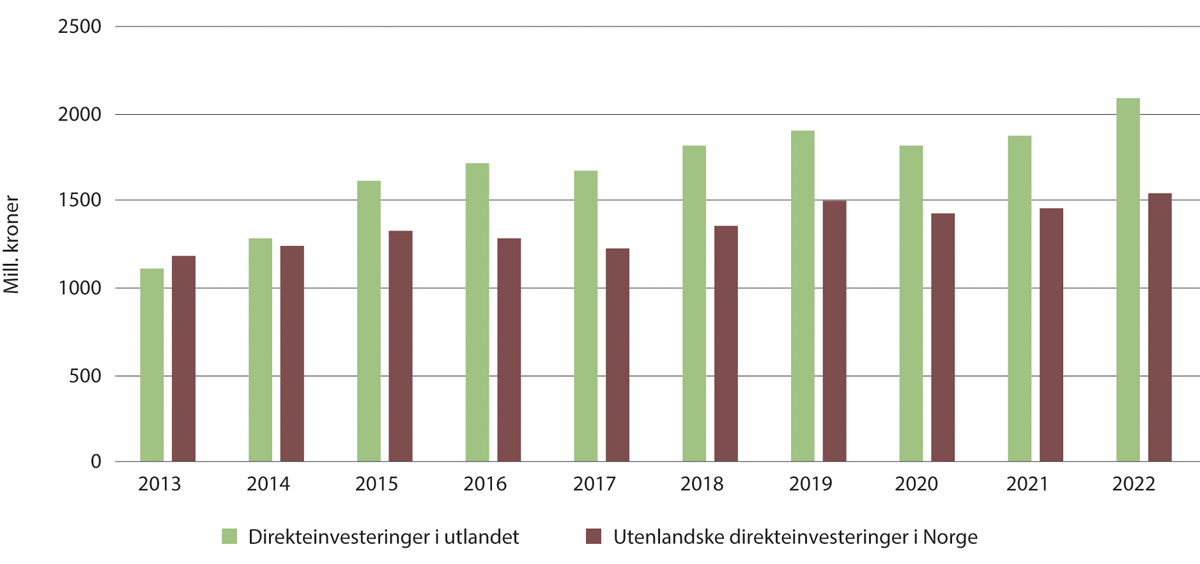 Mill. kroner
2500
2000
1500
1000
500
0
2013 2014 2015 2016 2017 2018 2019 2020 2021 2022
Direkteinvesteringer i utlandet Utenlandske direkteinvesteringer i Norge